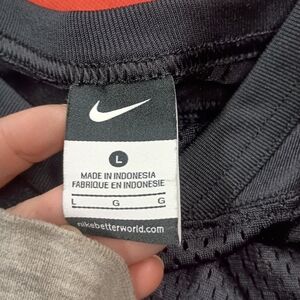 L
MADE IN INDONESIA
FABRIQUE EN INDONESIE
L G G
nikebetterworld.com